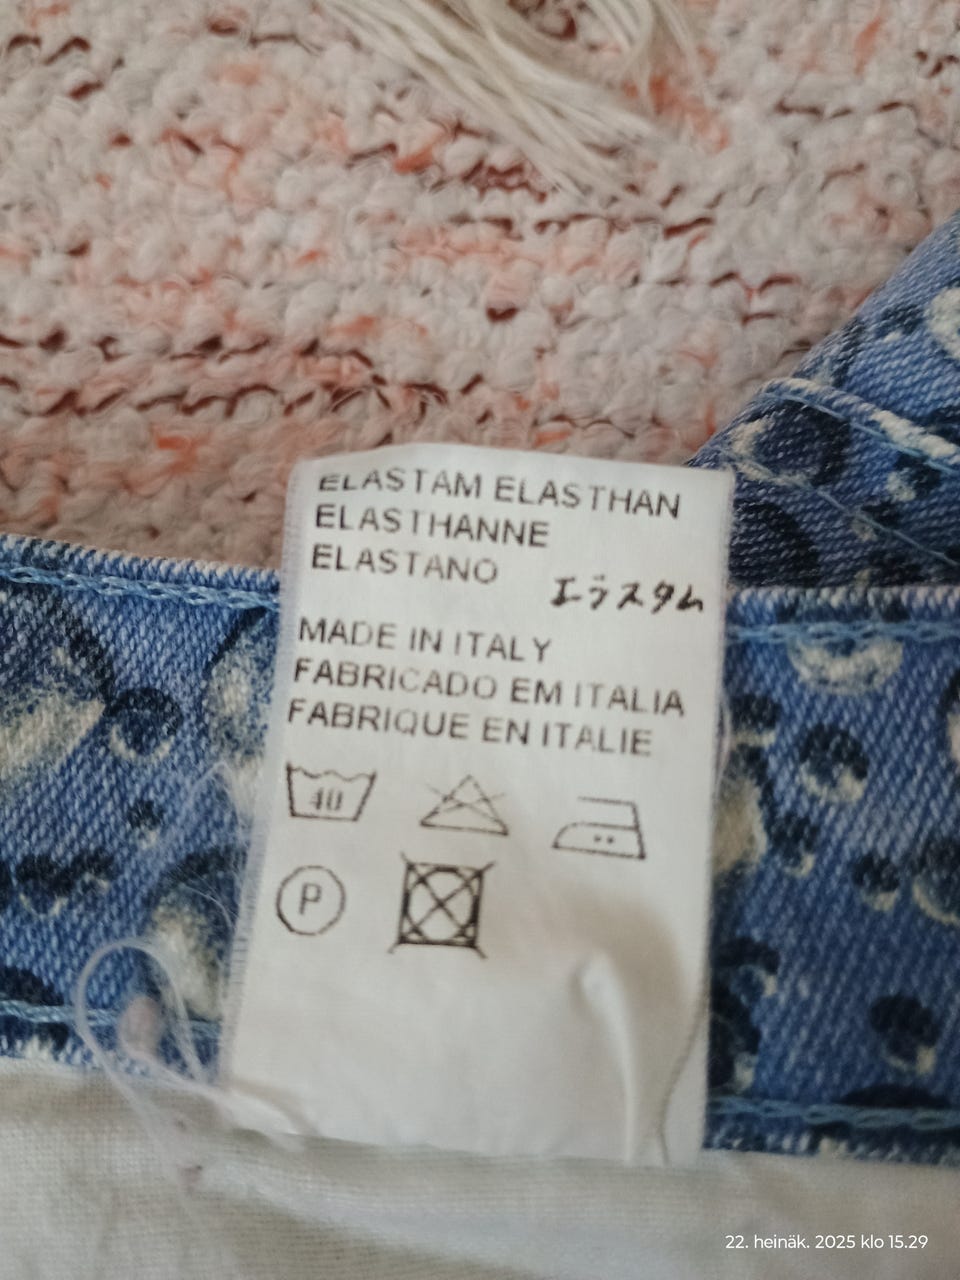 ELASTAM ELASTHAN
ELASTHANNE
ELASTANO
エラスタム
MADE IN ITALY
FABRICADO EM ITALIA
FABRIQUE EN ITALIE
40
P
22. heinäk. 2025 klo 15.29